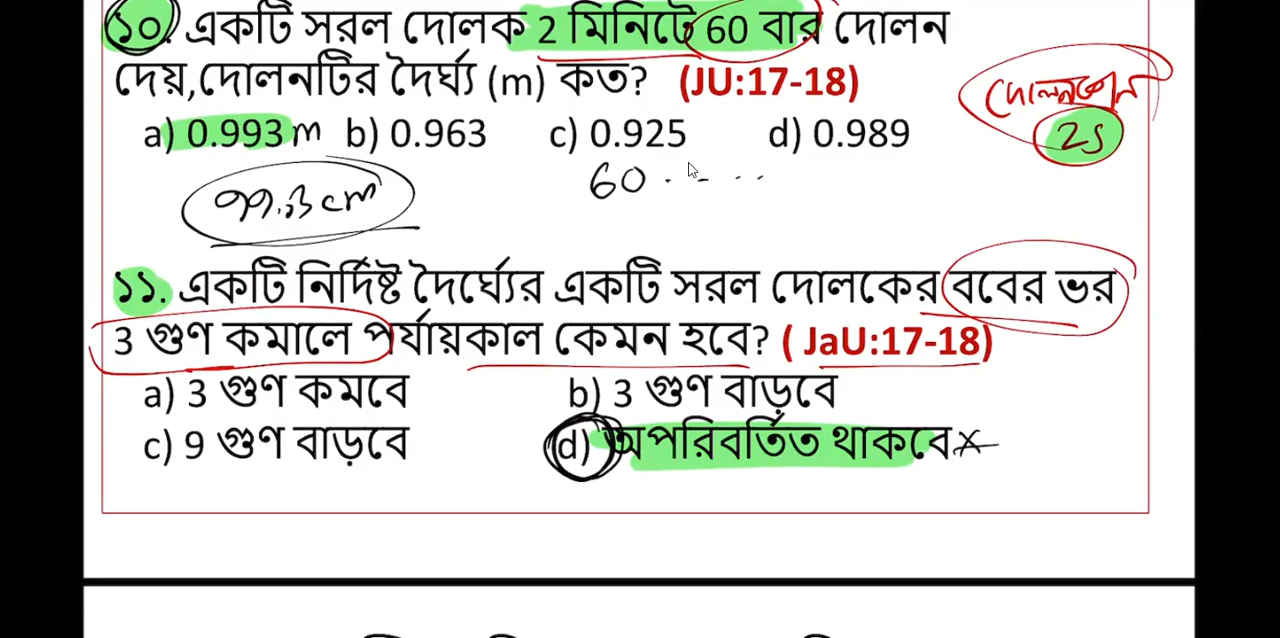 ১০. একটি সরল দোলক 2 মিনিটে 60 বার দোলন
দেয়,দোলনটির দৈর্ঘ্য (m) কত? (JU:17-18)
দোলনকাল
2s
a) 0.993 m b) 0.963 c) 0.925 d) 0.989
60
99.3 cm
১১. একটি নির্দিষ্ট দৈর্ঘ্যের একটি সরল দোলকের ববের ভর
3 গুণ কমালে পর্যায়কাল কেমন হবে? ( JaU:17-18)
a) 3 গুণ কমবে b) 3 গুণ বাড়বে
c) 9 গুণ বাড়বে d) অপরিবর্তিত থাকবে